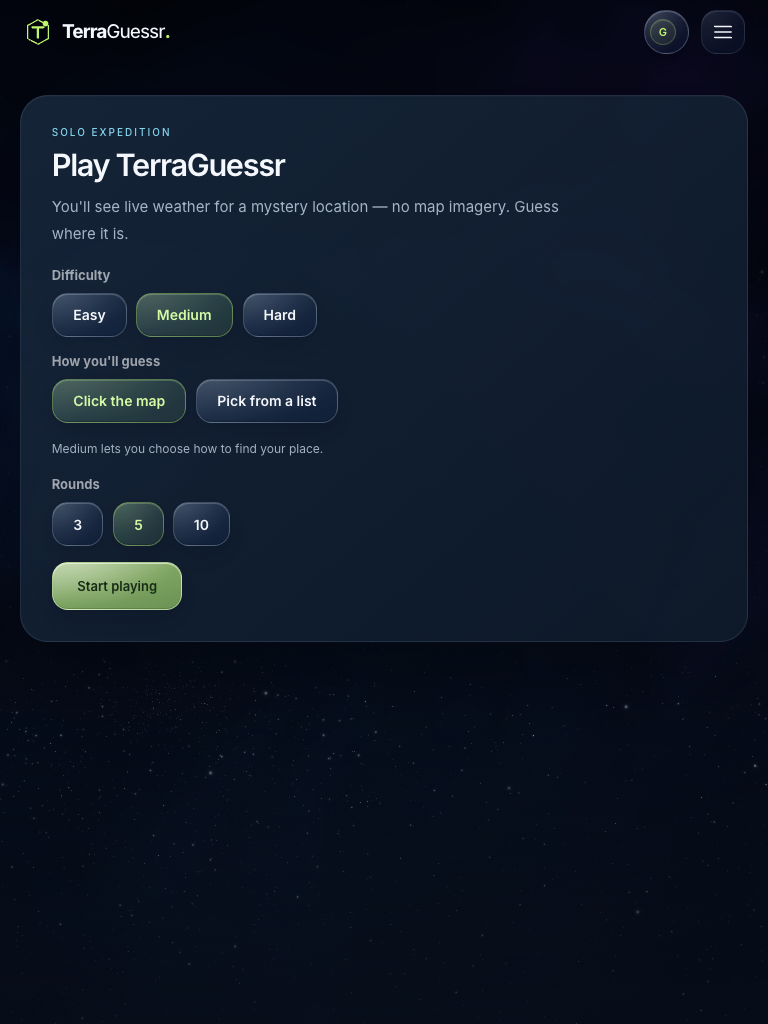 TerraGuessr.
G
SOLO EXPEDITION
Play TerraGuessr
You'll see live weather for a mystery location — no map imagery. Guess
where it is.
Difficulty
Easy
Medium
Hard
How you'll guess
Click the map
Pick from a list
Medium lets you choose how to find your place.
Rounds
3
5
10
Start playing